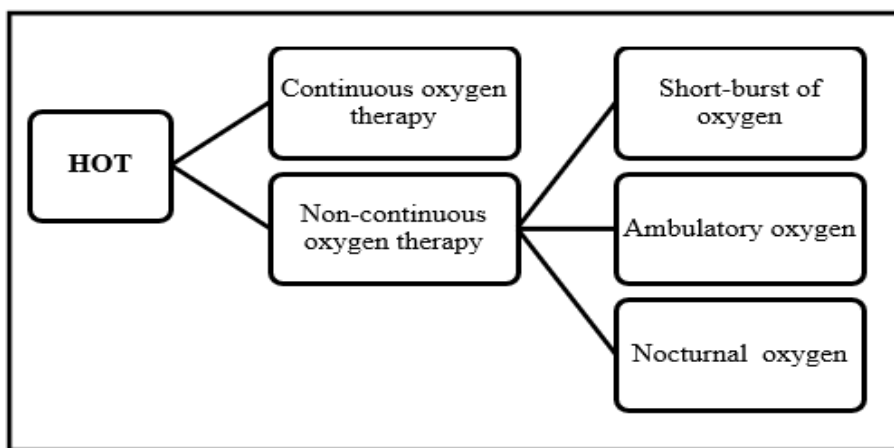 HOT
Continuous oxygen
therapy
Non-continuous
oxygen therapy
Short-burst of
oxygen
Ambulatory oxygen
Nocturnal oxygen